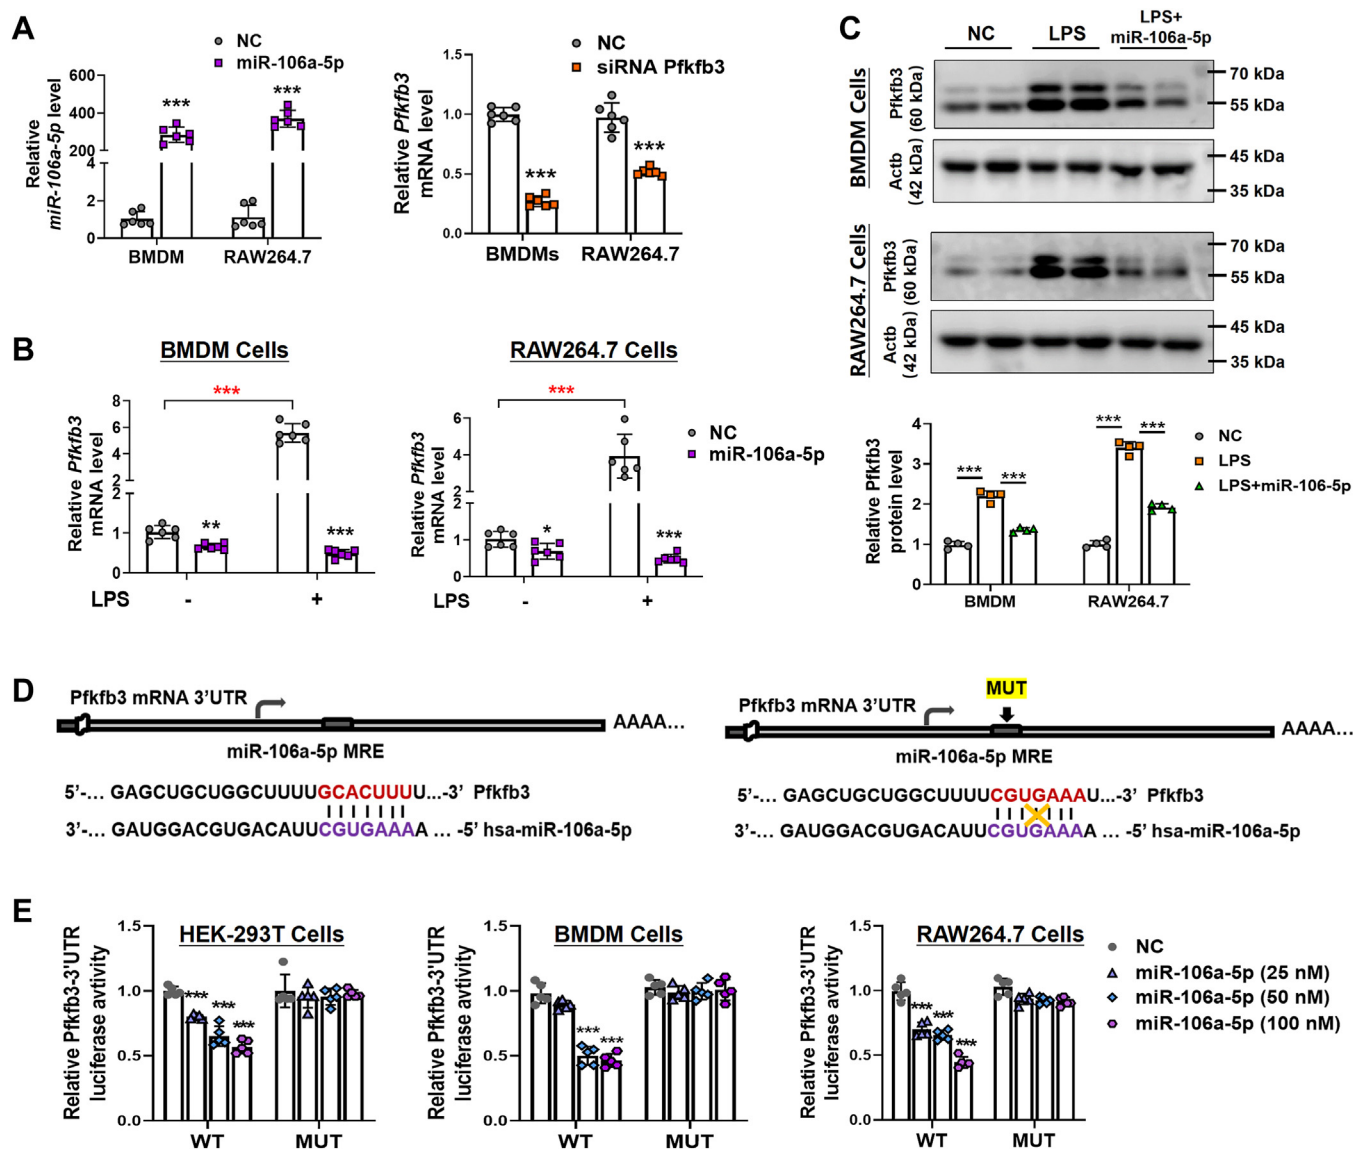 A
NC
miR-106a-5p
Relative
miR-106a-5p level
600
400
200
4
2
0
***
***
BMDM
RAW264.7
NC
siRNA Pfkfb3
Relative Pfkfb3
mRNA level
1.5
1.0
0.5
0.0
***
***
BMDMs
RAW264.7
B
BMDM Cells
Relative Pfkfb3
mRNA level
8
6
4
2
2
1
0
***
**
***
LPS
-
+
RAW264.7 Cells
Relative Pfkfb3
mRNA level
6
4
2
2
1
0
***
*
***
LPS
-
+
NC
miR-106a-5p
C
NC
LPS
LPS+
miR-106a-5p
BMDM Cells
Pfkfb3
(60 kDa)
70 kDa
55 kDa
Actb
(42 kDa)
45 kDa
35 kDa
RAW264.7 Cells
Pfkfb3
(60 kDa)
70 kDa
55 kDa
Actb
(42 kDa)
45 kDa
35 kDa
Relative Pfkfb3
protein level
4
3
2
1
0
***
***
***
***
BMDM
RAW264.7
NC
LPS
LPS+miR-106-5p
D
Pfkfb3 mRNA 3’UTR
AAAA...
miR-106a-5p MRE
5’-... GAGCUGCUGGCUUUUGCACUUUU...-3’ Pfkfb3
3’-... GAUGGACGUGACAUUCGUGAAAA ... -5’ hsa-miR-106a-5p
MUT
Pfkfb3 mRNA 3’UTR
AAAA...
miR-106a-5p MRE
5’-... GAGCUGCUGGCUUUUCGUGAAAU...-3’ Pfkfb3
3’-... GAUGGACGUGACAUUCGUGAAAA ... -5’ hsa-miR-106a-5p
E
HEK-293T Cells
Relative Pfkfb3-3’UTR
luciferase avtivity
1.5
1.0
0.5
0.0
***
***
***
WT
MUT
BMDM Cells
Relative Pfkfb3-3’UTR
luciferase avtivity
1.5
1.0
0.5
0.0
***
***
WT
MUT
RAW264.7 Cells
Relative Pfkfb3-3’UTR
luciferase avtivity
1.5
1.0
0.5
0.0
***
***
***
WT
MUT
NC
miR-106a-5p (25 nM)
miR-106a-5p (50 nM)
miR-106a-5p (100 nM)